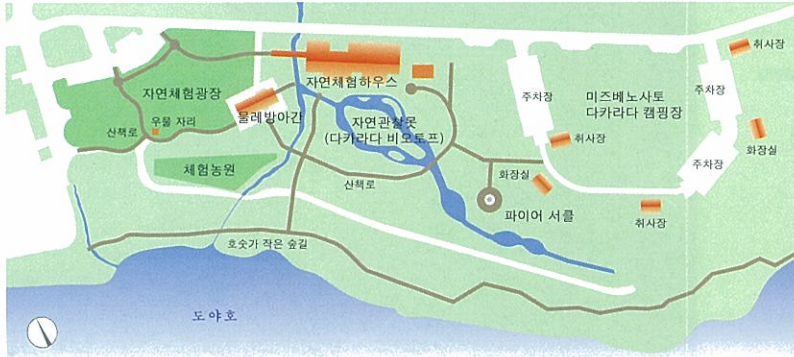 취사장
자연체험하우스
자연체험광장
주차장
미즈베노사토
다카라다 캠핑장
주차장
물레방아간
우물 자리
산책로
자연관찰못
(다카라다 비오토프)
취사장
화장실
주차장
체험농원
산책로
화장실
파이어 서클
취사장
호숫가 작은 숲길
도야호